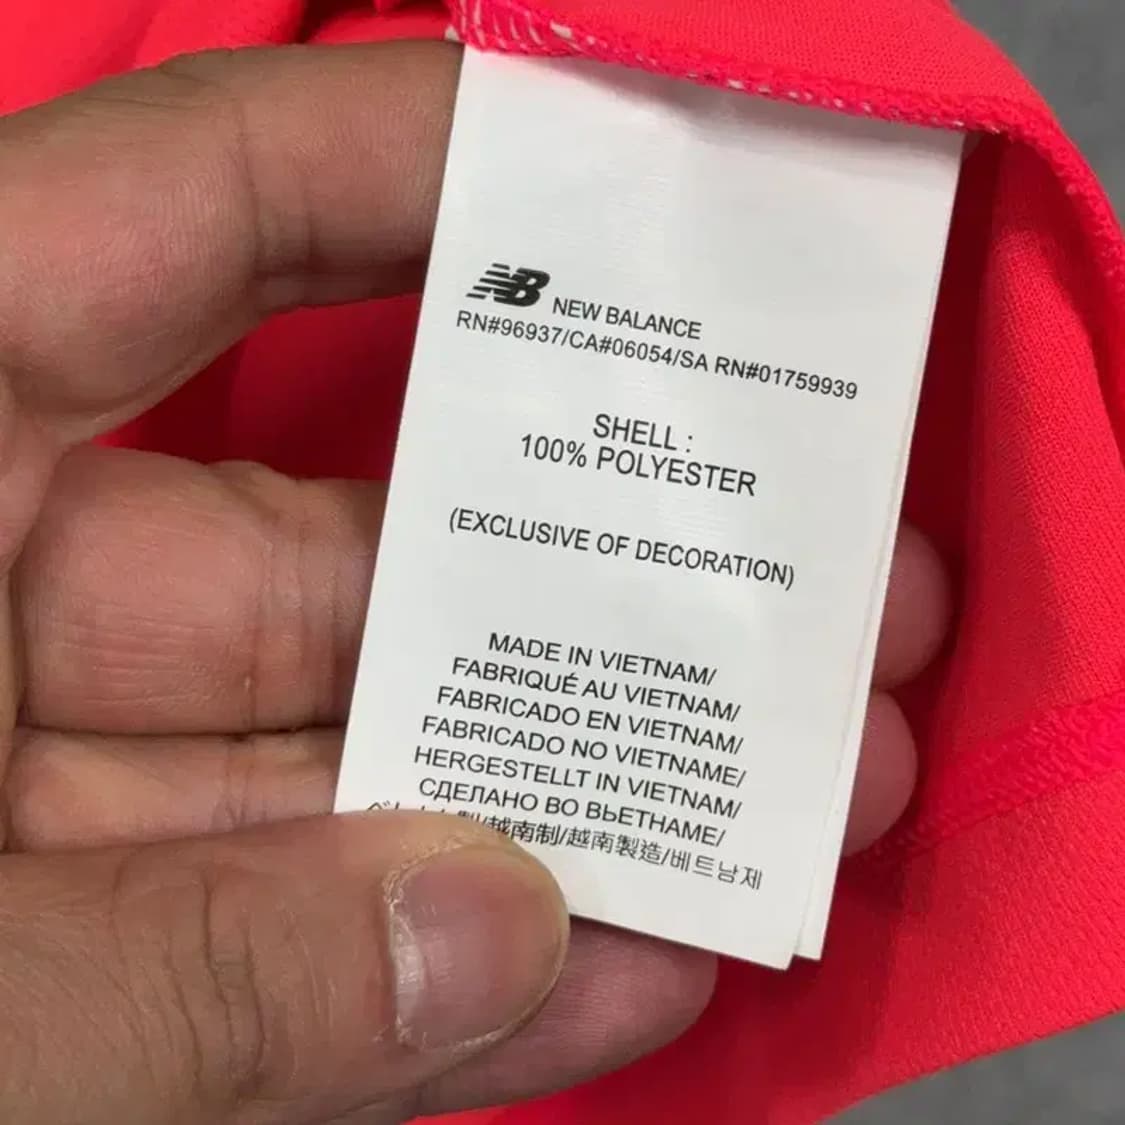 NB
NEW BALANCE
RN#96937/CA#06054/SA RN#01759939
SHELL :
100% POLYESTER
(EXCLUSIVE OF DECORATION)
MADE IN VIETNAM/
FABRIQUÉ AU VIETNAM/
FABRICADO EN VIETNAM/
FABRICADO NO VIETNAME/
HERGESTELLT IN VIETNAM/
СДЕЛАНО ВО ВЬЕТНАМЕ/
越南制/越南製造/베트남제